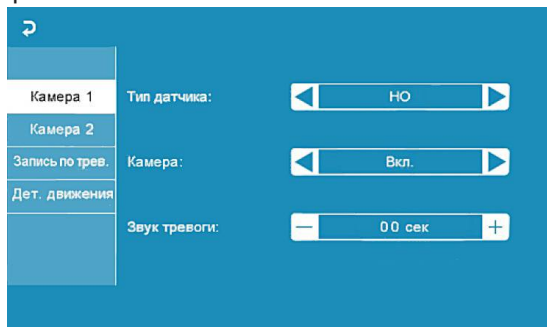 Камера 1
Тип датчика: НО
Камера 2
Запись по трев.
Камера: Вкл.
Дет. движения
Звук тревоги: — 00 сек +